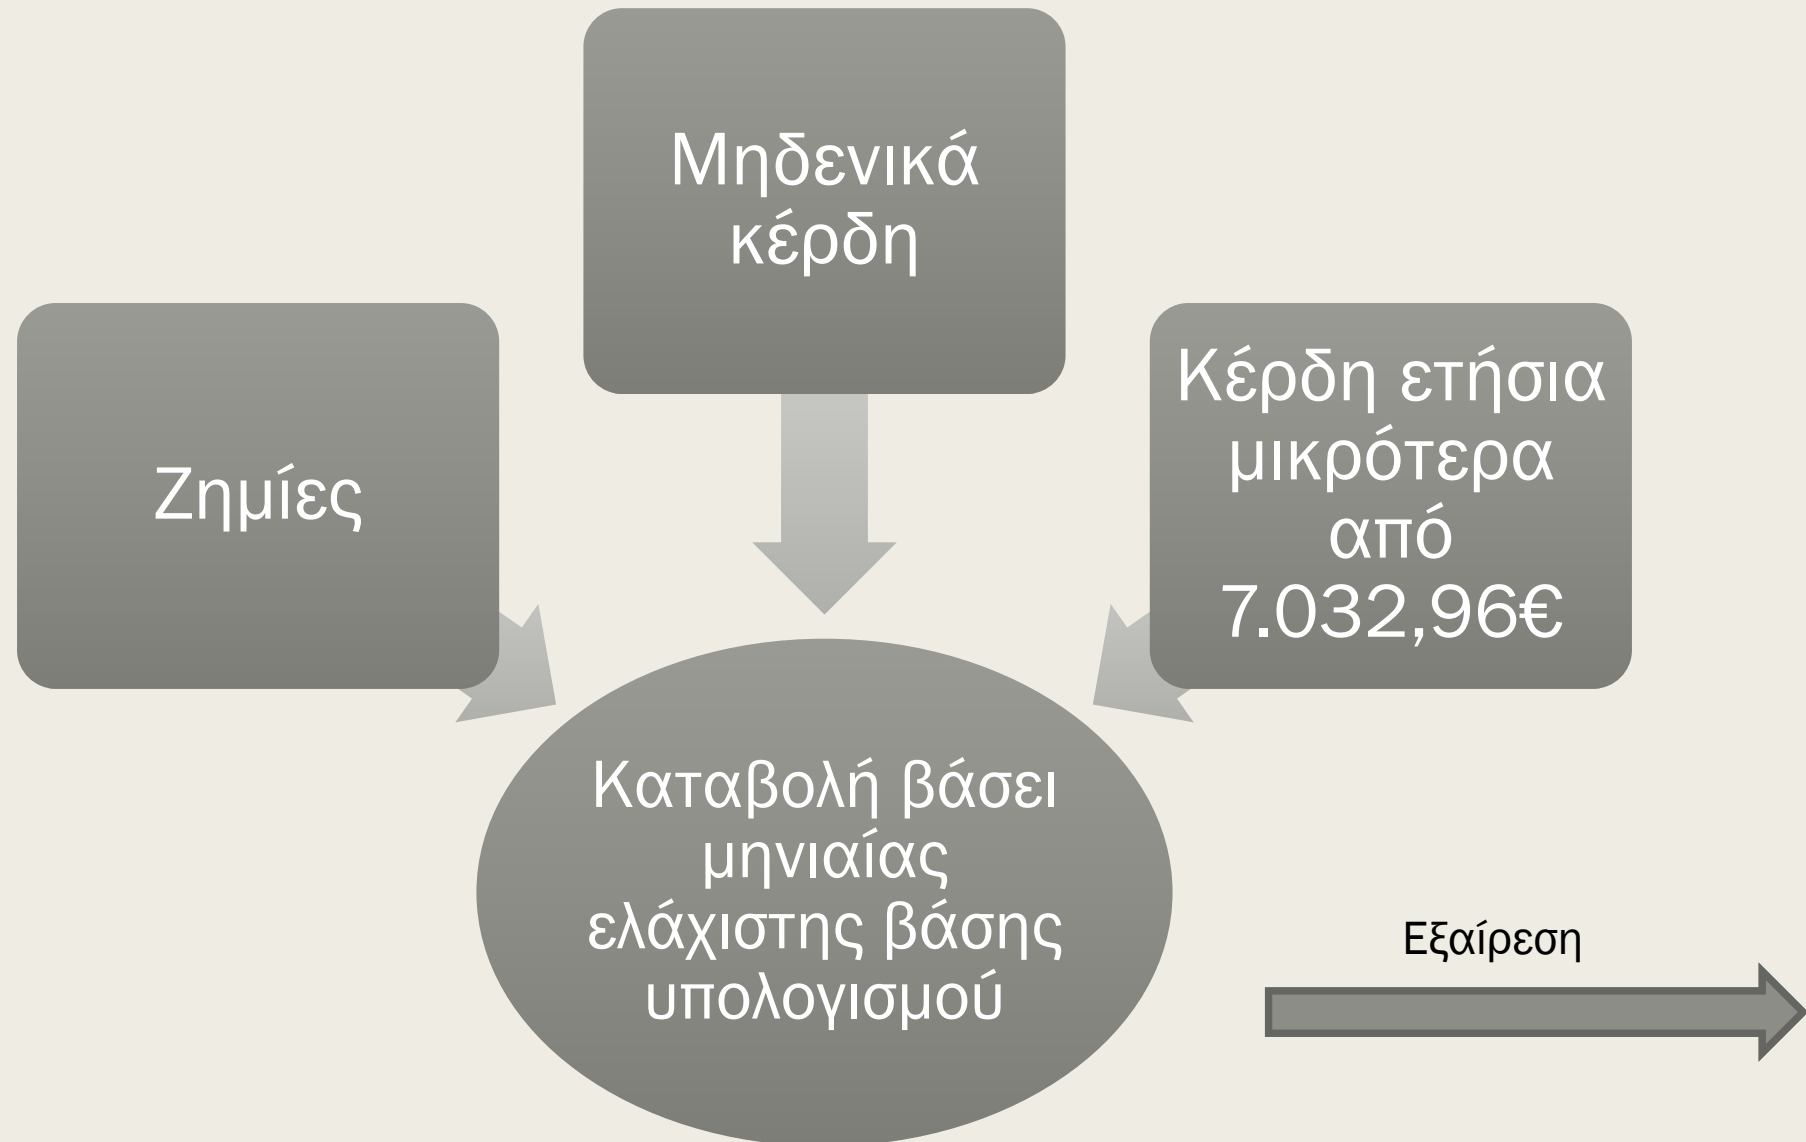 Μηδενικά
κέρδη
Ζημίες
Κέρδη ετήσια
μικρότερα
από
7.032,96€
Καταβολή βάσει
μηνιαίας
ελάχιστης βάσης
υπολογισμού
Εξαίρεση